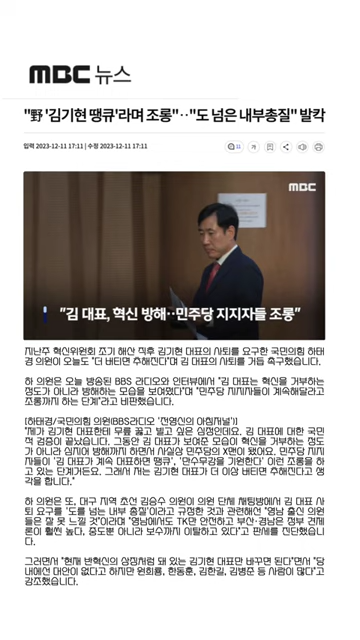 MBC 뉴스
"野 '김기현 땡큐'라며 조롱"‥"도 넘은 내부총질" 발칵
입력 2023-12-11 17:11 | 수정 2023-12-11 17:11
11 가
MBC
"김 대표, 혁신 방해‥민주당 지지자들 조롱"
지난주 혁신위원회 조기 해산 직후 김기현 대표의 사퇴를 요구한 국민의힘 하태
경 의원이 오늘도 "더 버티면 추해진다"며 김 대표의 사퇴를 거듭 촉구했습니다.
하 의원은 오늘 방송된 BBS 라디오와 인터뷰에서 "김 대표는 혁신을 거부하는
정도가 아니라 방해하는 모습을 보여왔다"며 "민주당 지지자들이 계속해달라고
조롱까지 하는 단계"라고 비판했습니다.
[하태경/국민의힘 의원(BBS라디오 '전영신의 아침저널')]
"제가 김기현 대표한테 무릎 꿇고 빌고 싶은 심정인데요. 김 대표에 대한 국민
적 검증이 끝났습니다. 그동안 김 대표가 보여준 모습이 혁신을 거부하는 정도
가 아니라 심지어 방해까지 하면서 사실상 민주당의 X맨이 됐어요. 민주당 지지
자들이 '김 대표가 계속 대표하면 땡큐', '만수무강을 기원한다' 이런 조롱을 하
고 있는 단계거든요. 그래서 저는 김기현 대표가 더 이상 버티면 추해진다고 생
각을 합니다."
하 의원은 또, 대구 지역 초선 김승수 의원이 의원 단체 채팅방에서 김 대표 사
퇴 요구를 '도를 넘는 내부 총질'이라고 규정한 것과 관련해선 "영남 출신 의원
들은 잘 못 느낄 것"이라며 "영남에서도 TK만 안전하고 부산·경남은 정부 견제
론이 훨씬 높다, 중도뿐 아니라 보수까지 이탈하고 있다"고 판세를 진단했습니
다.
그러면서 "현재 반혁신의 상징처럼 돼 있는 김기현 대표만 바꾸면 된다"면서 "당
내에선 대안이 없다고 하지만 원희룡, 한동훈, 김한길, 김병준 등 사람이 많다"고
강조했습니다.